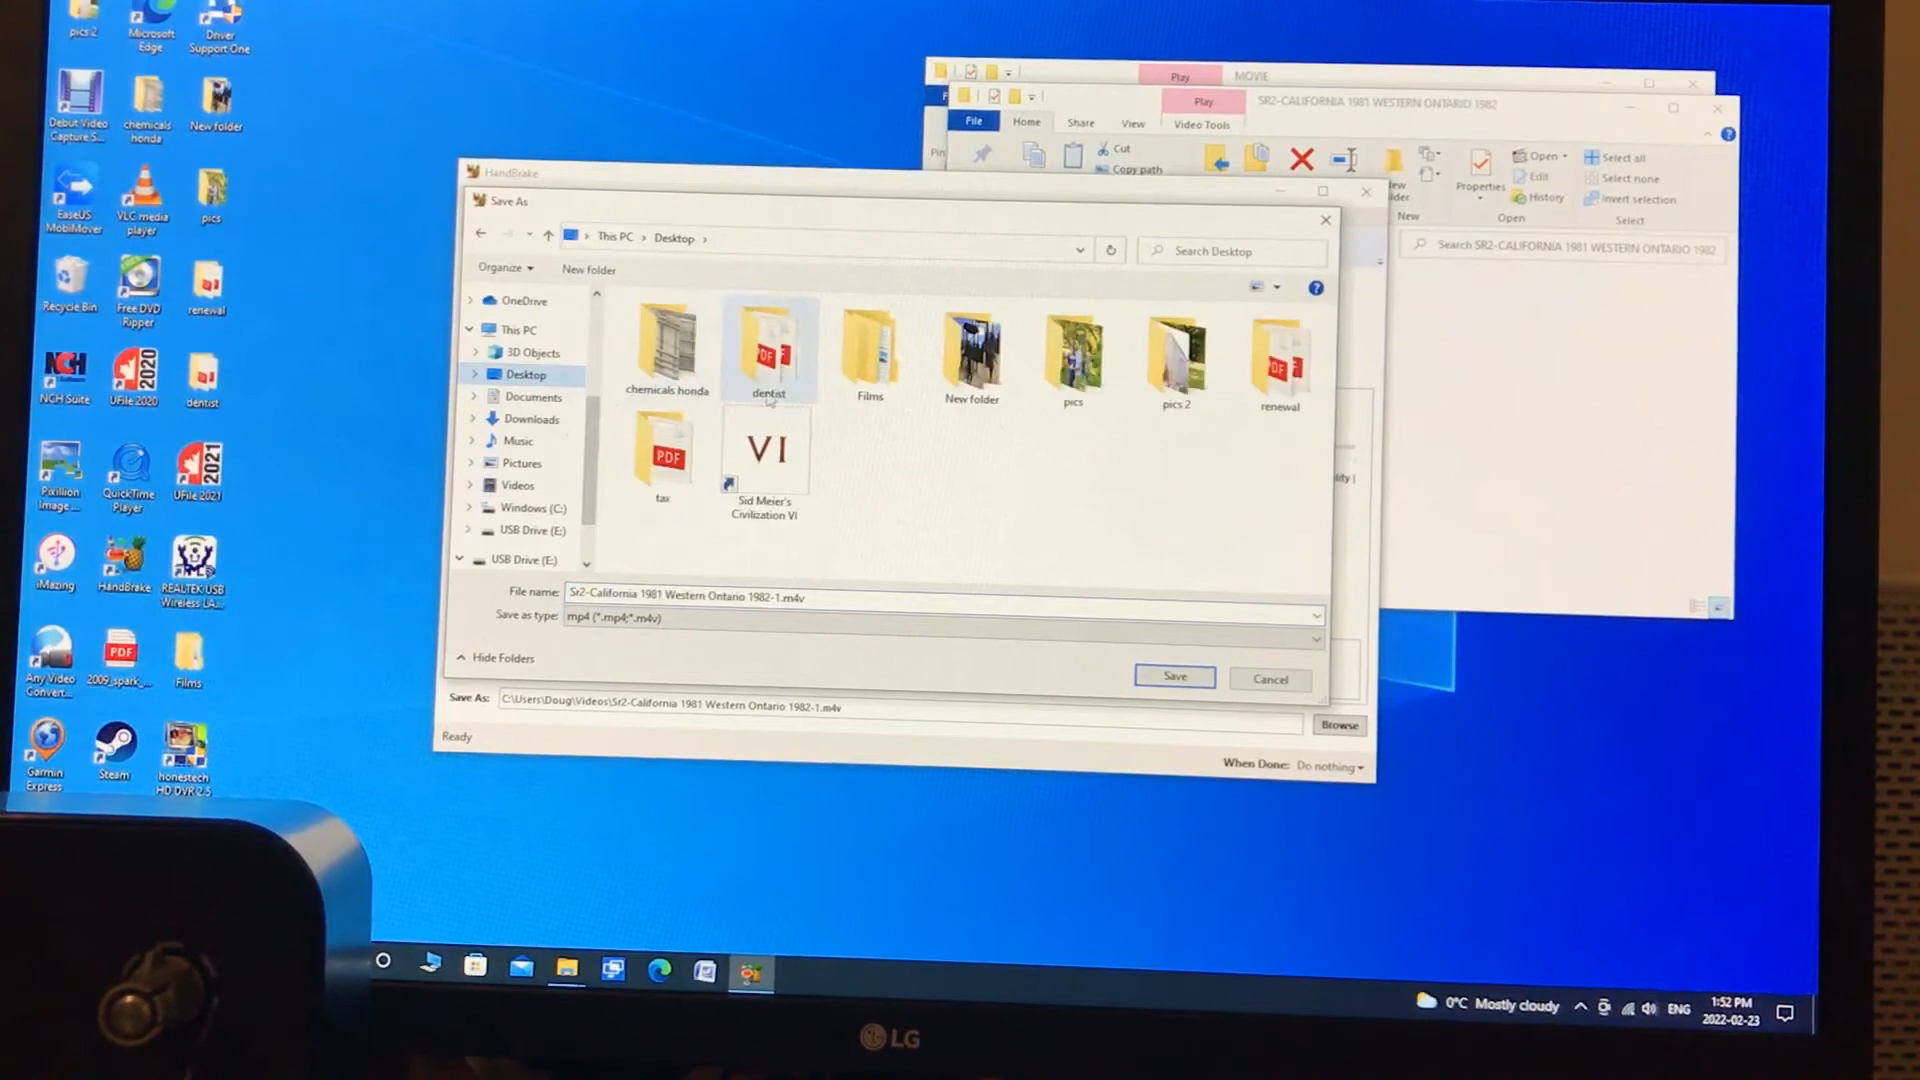 pics 2
Microsoft Edge
Driver Support One
Debut Video Capture S...
chemicals honda
New folder
EaseUS MobiMover
VLC media player
pics
Recycle Bin
Free DVD Ripper
renewal
NCH Suite
UFile 2020
dentist
Pixillion Image ...
QuickTime Player
UFile 2021
iMazing
HandBrake
REALTEK USB Wireless LA...
Any Video Convert...
2009_spark_...
Films
Garmin Express
Steam
honestech HD DVR 2.5
Play
MOVIE
Play
SR2-CALIFORNIA 1981 WESTERN ONTARIO 1982
File
Home
Share
View
Video Tools
Pin
Cut
Copy path
Properties
Open
Edit
History
Select all
Select none
Invert selection
New
Open
Select
Search SR2-CALIFORNIA 1981 WESTERN ONTARIO 1982
HandBrake
Save As
This PC
Desktop
Search Desktop
Organize
New folder
OneDrive
This PC
3D Objects
Desktop
Documents
Downloads
Music
Pictures
Videos
Windows (C:)
USB Drive (E:)
USB Drive (E:)
chemicals honda
PDF
dentist
Films
New folder
pics
pics 2
PDF
renewal
PDF
tax
VI
Sid Meier's Civilization VI
File name:
Sr2-California 1981 Western Ontario 1982-1.m4v
Save as type:
mp4 (*.mp4;*.m4v)
Hide Folders
Save
Cancel
Save As:
C:\Users\Doug\Videos\Sr2-California 1981 Western Ontario 1982-1.m4v
Browse
Ready
When Done:
Do nothing
0°C Mostly cloudy
ENG
1:52 PM
2022-02-23
LG